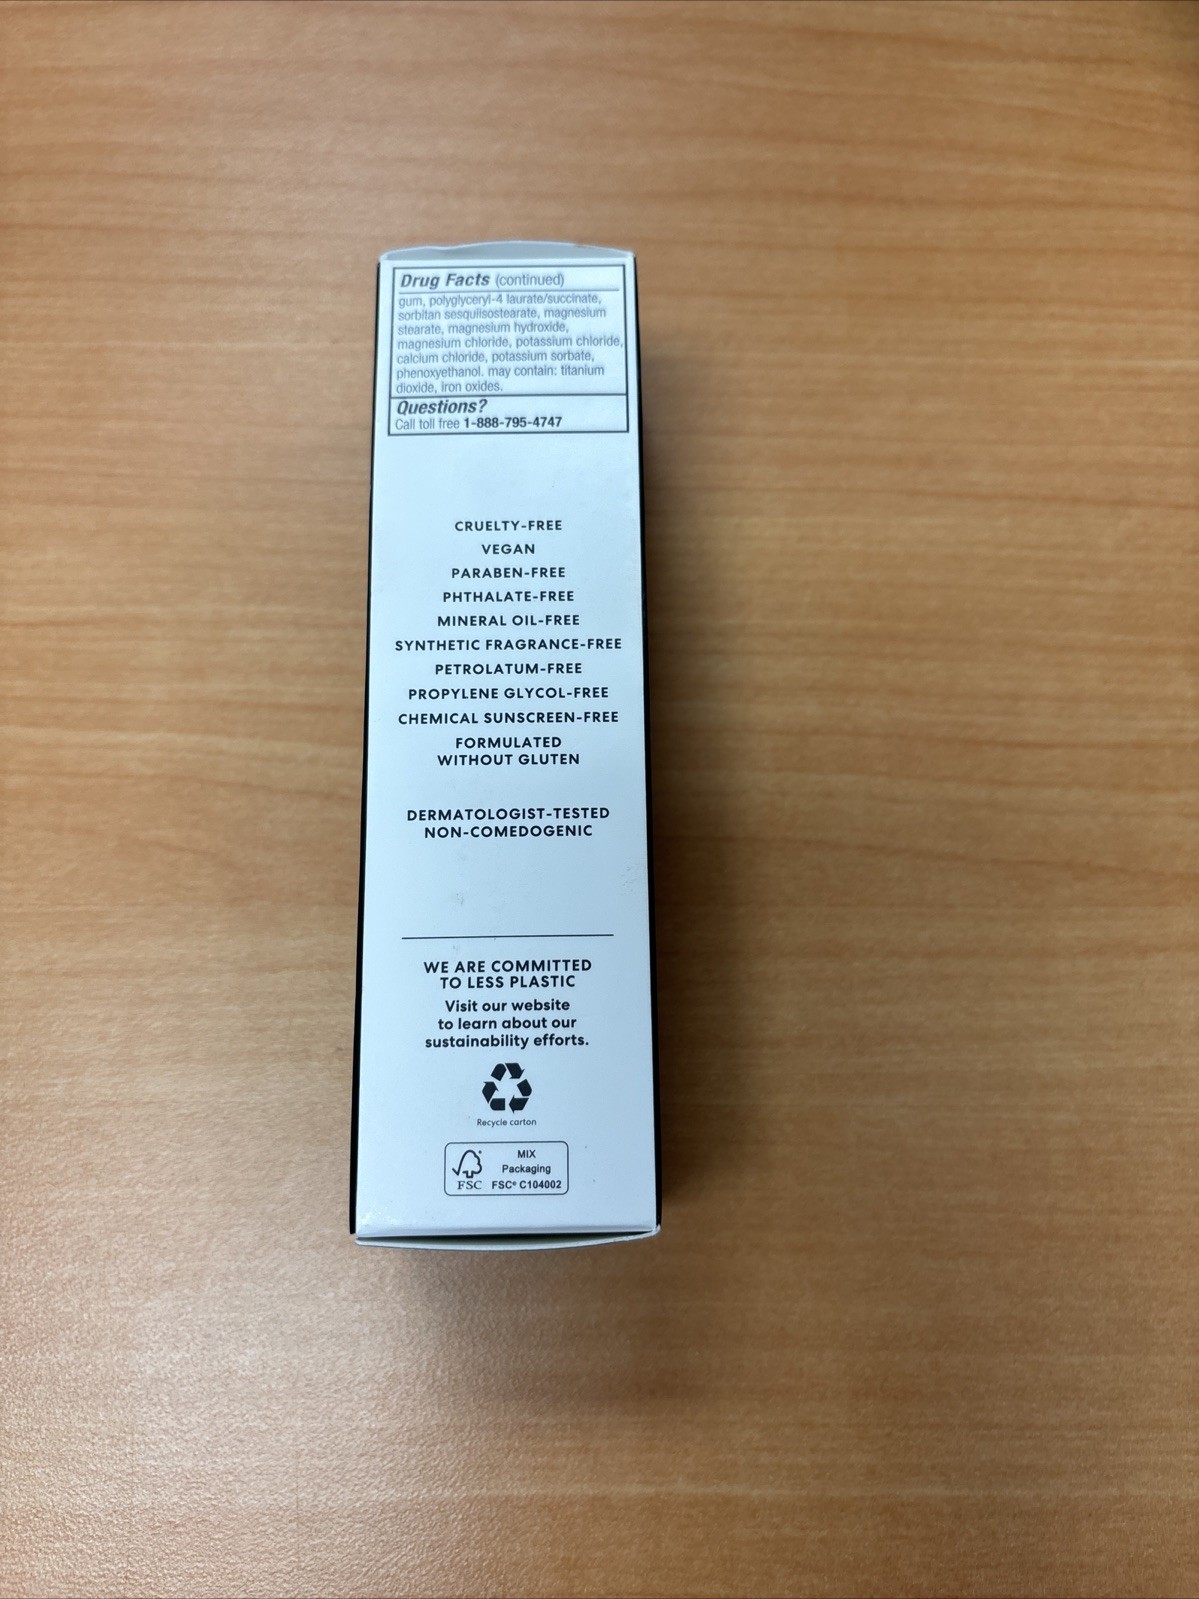 Drug Facts (continued)
gum, polyglyceryl-4 laurate/succinate,
sorbitan sesquiisostearate, magnesium
stearate, magnesium hydroxide,
magnesium chloride, potassium chloride,
calcium chloride, potassium sorbate,
phenoxyethanol. may contain: titanium
dioxide, iron oxides.
Questions?
Call toll free 1-888-795-4747
CRUELTY-FREE
VEGAN
PARABEN-FREE
PHTHALATE-FREE
MINERAL OIL-FREE
SYNTHETIC FRAGRANCE-FREE
PETROLATUM-FREE
PROPYLENE GLYCOL-FREE
CHEMICAL SUNSCREEN-FREE
FORMULATED
WITHOUT GLUTEN
DERMATOLOGIST-TESTED
NON-COMEDOGENIC
WE ARE COMMITTED
TO LESS PLASTIC
Visit our website
to learn about our
sustainability efforts.
Recycle carton
MIX
Packaging
FSC FSC® C104002